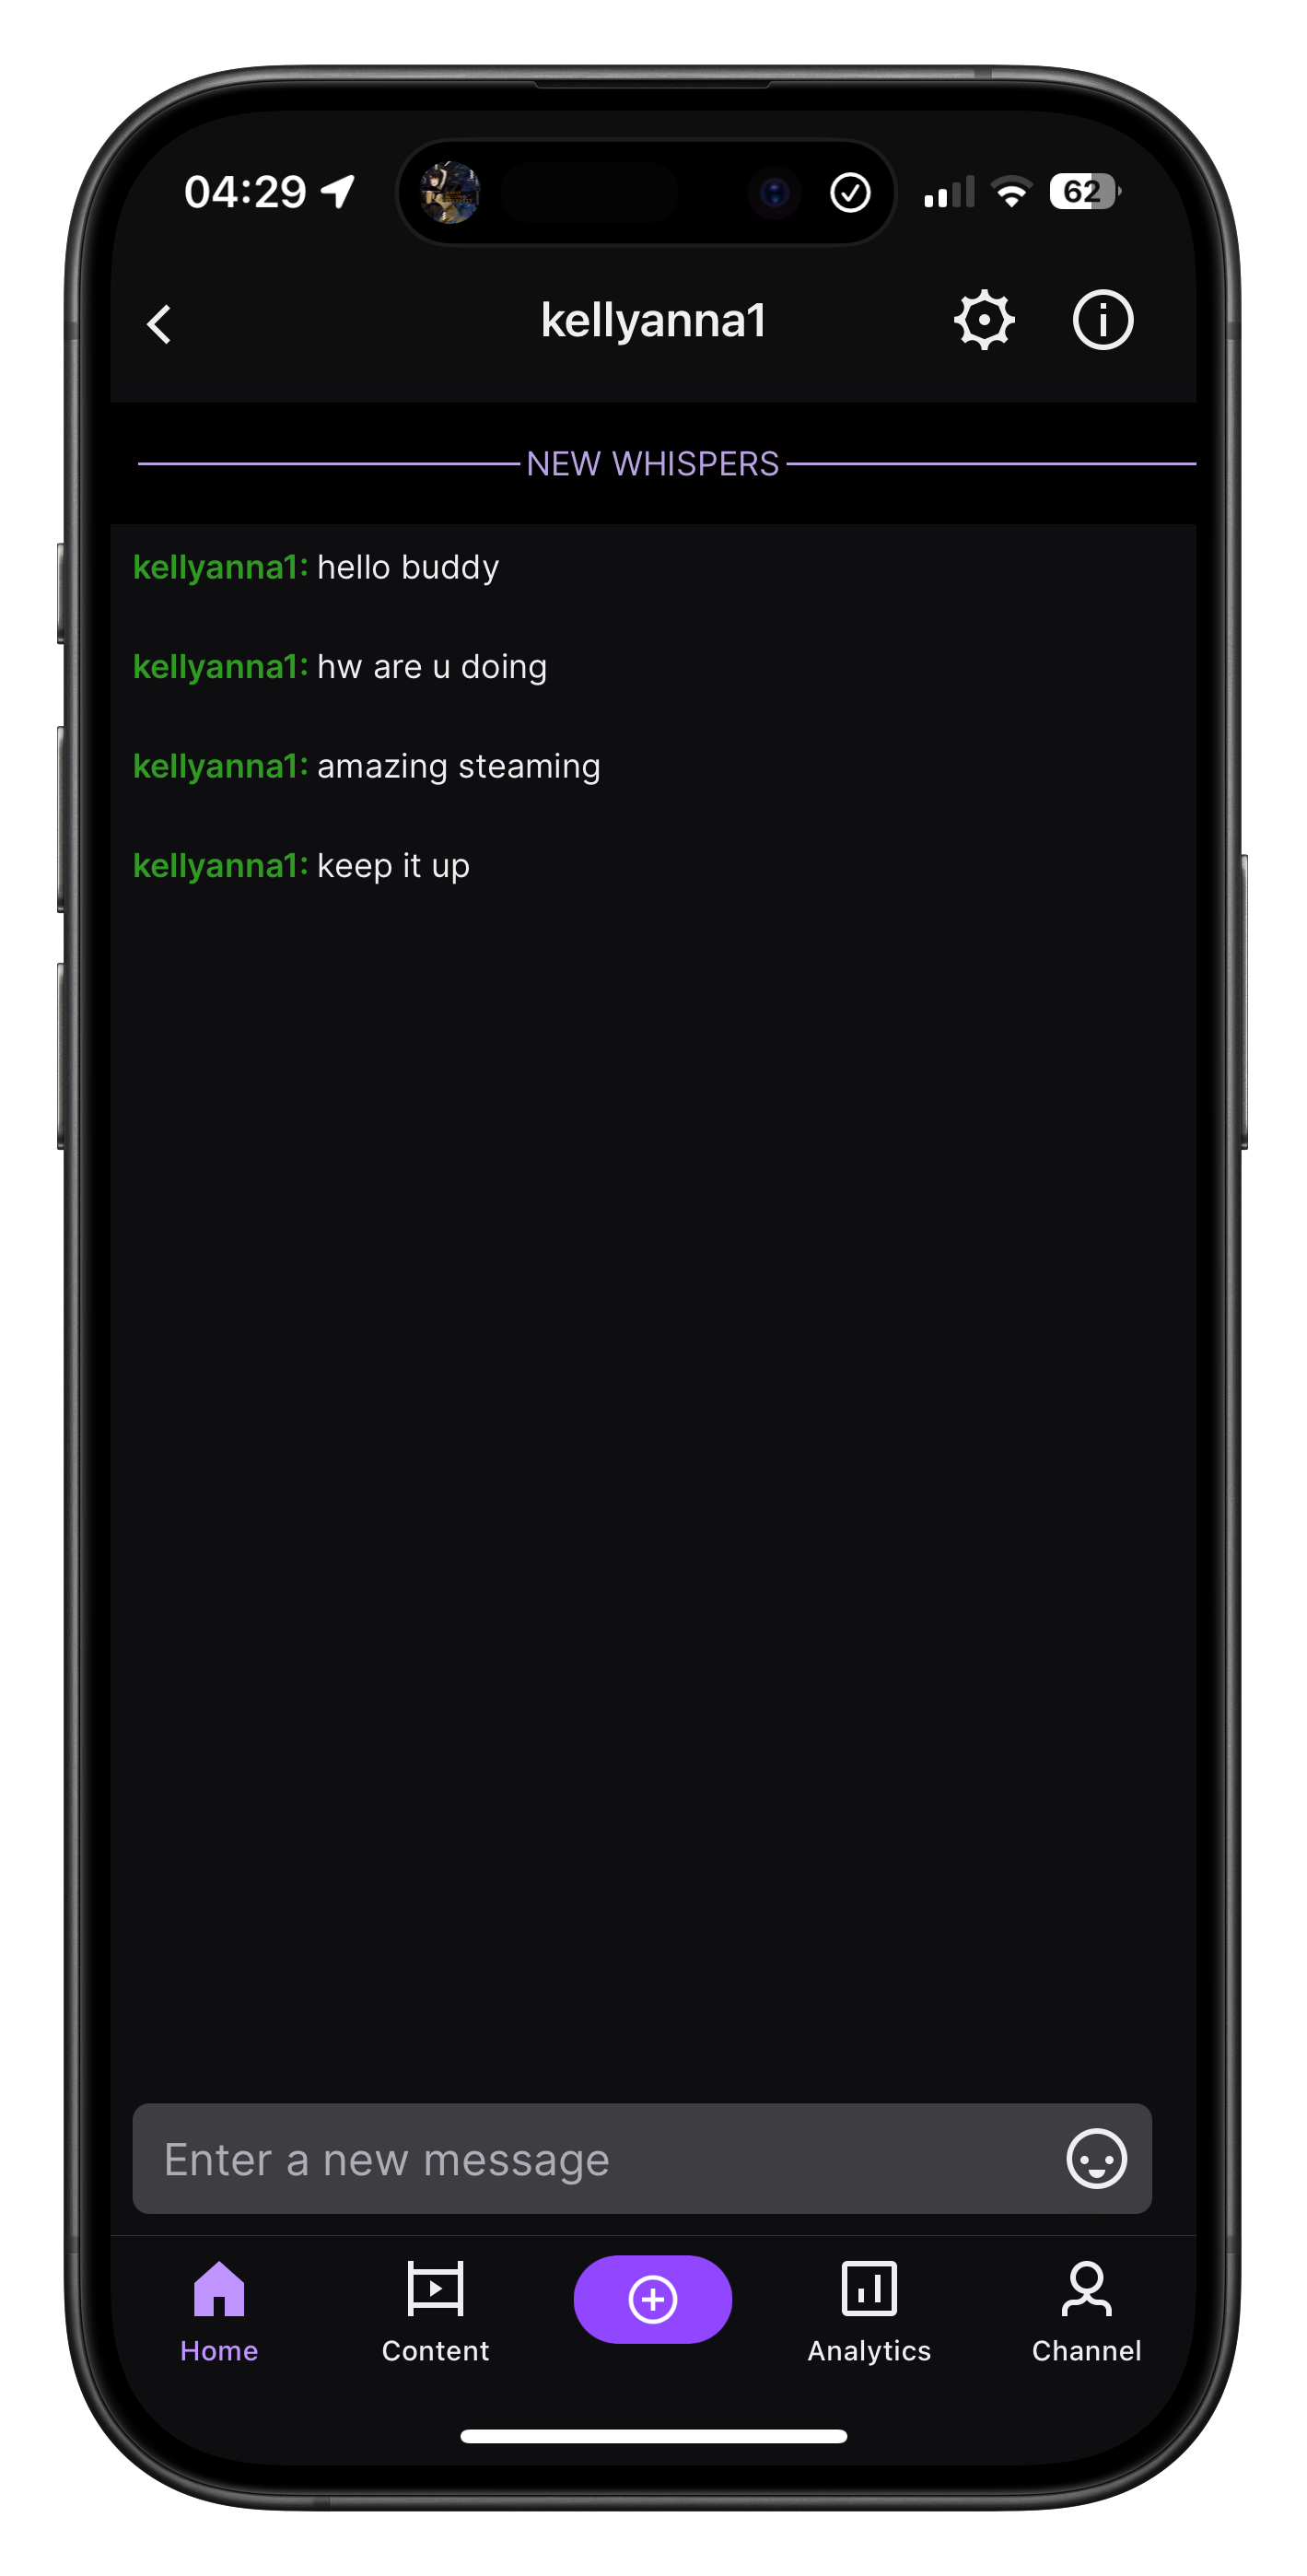 04:29
62
kellyanna1
NEW WHISPERS
kellyanna1: hello buddy
kellyanna1: hw are u doing
kellyanna1: amazing steaming
kellyanna1: keep it up
Enter a new message
Home
Content
Analytics
Channel